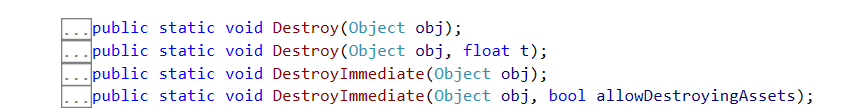 ...public static void Destroy(Object obj);
...public static void Destroy(Object obj, float t);
...public static void DestroyImmediate(Object obj);
...public static void DestroyImmediate(Object obj, bool allowDestroyingAssets);